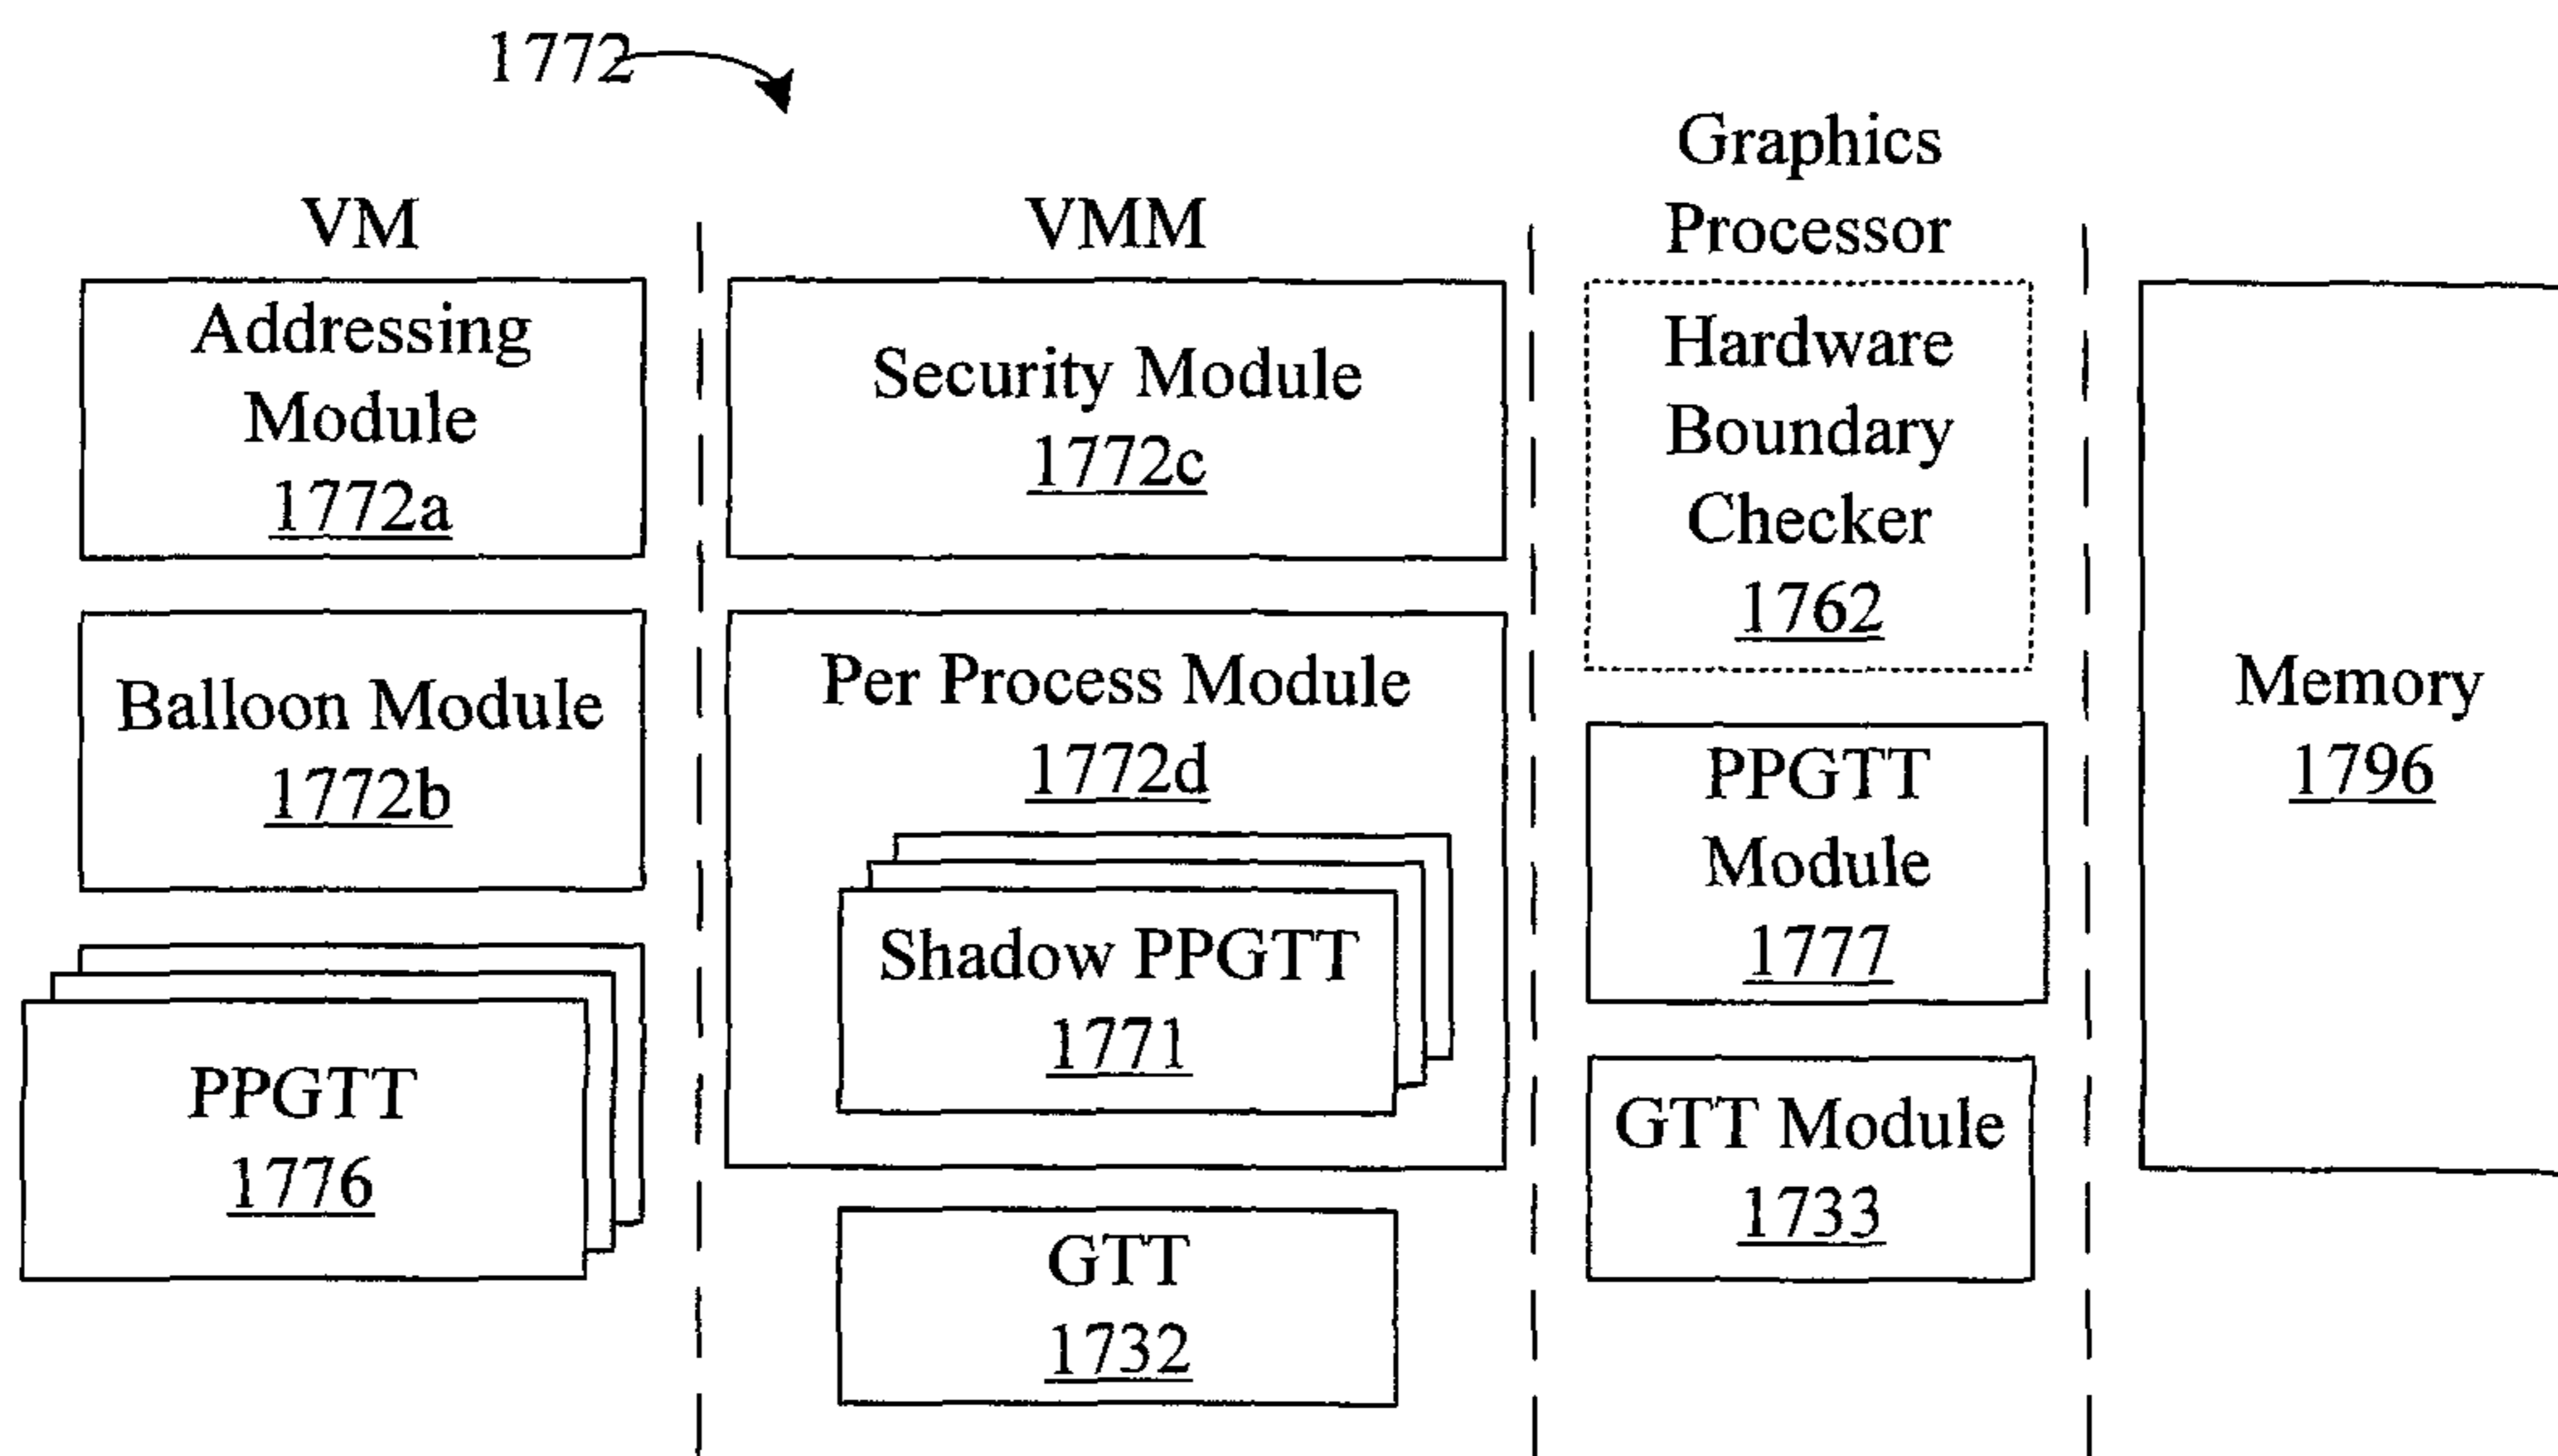 1772
VM
Addressing
Module
1772a
Balloon Module
1772b
PPGTT
1776
VMM
Security Module
1772c
Per Process Module
1772d
Shadow PPGTT
1771
GTT
1732
Graphics
Processor
Hardware
Boundary
Checker
1762
PPGTT
Module
1777
GTT Module
1733
Memory
1796